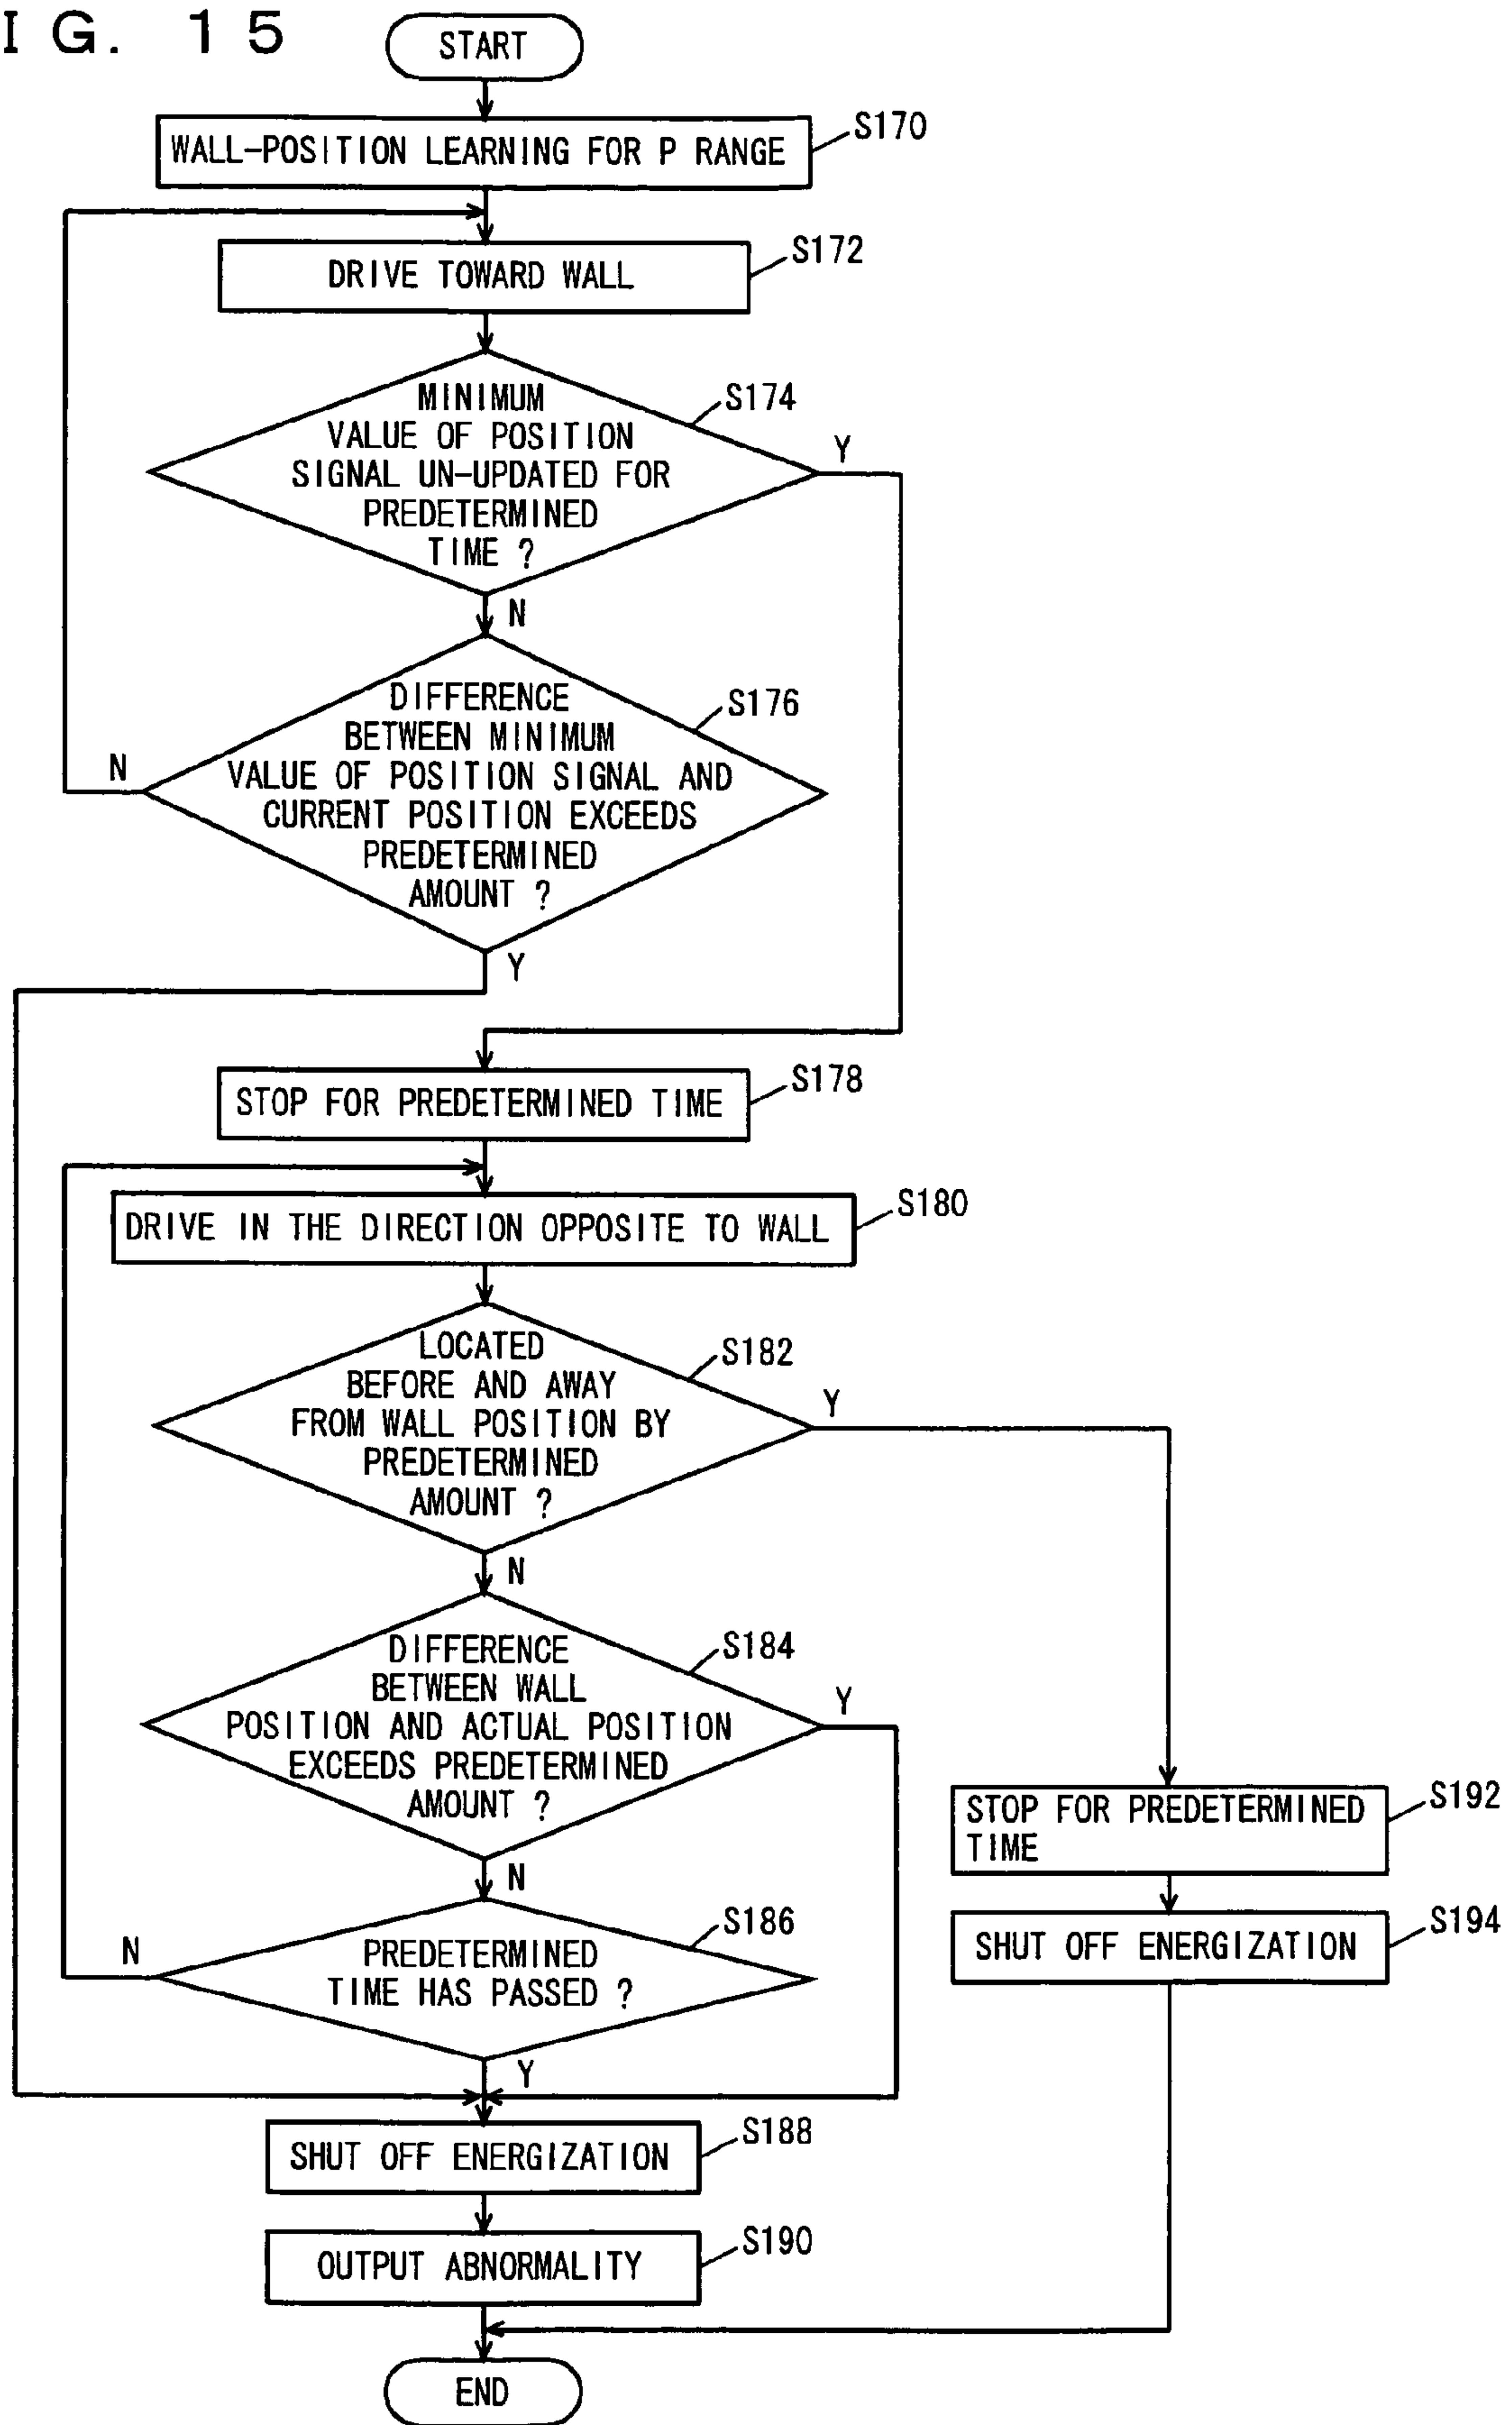 IG. 15
START
WALL-POSITION LEARNING FOR P RANGE
S170
DRIVE TOWARD WALL
S172
MINIMUM
VALUE OF POSITION
SIGNAL UN-UPDATED FOR
PREDETERMINED
TIME ?
S174
Y
N
DIFFERENCE
BETWEEN MINIMUM
VALUE OF POSITION SIGNAL AND
CURRENT POSITION EXCEEDS
PREDETERMINED
AMOUNT ?
S176
N
Y
STOP FOR PREDETERMINED TIME
S178
DRIVE IN THE DIRECTION OPPOSITE TO WALL
S180
LOCATED
BEFORE AND AWAY
FROM WALL POSITION BY
PREDETERMINED
AMOUNT ?
S182
Y
N
DIFFERENCE
BETWEEN WALL
POSITION AND ACTUAL POSITION
EXCEEDS PREDETERMINED
AMOUNT ?
S184
Y
N
STOP FOR PREDETERMINED
TIME
S192
PREDETERMINED
TIME HAS PASSED ?
S186
N
Y
SHUT OFF ENERGIZATION
S194
SHUT OFF ENERGIZATION
S188
OUTPUT ABNORMALITY
S190
END